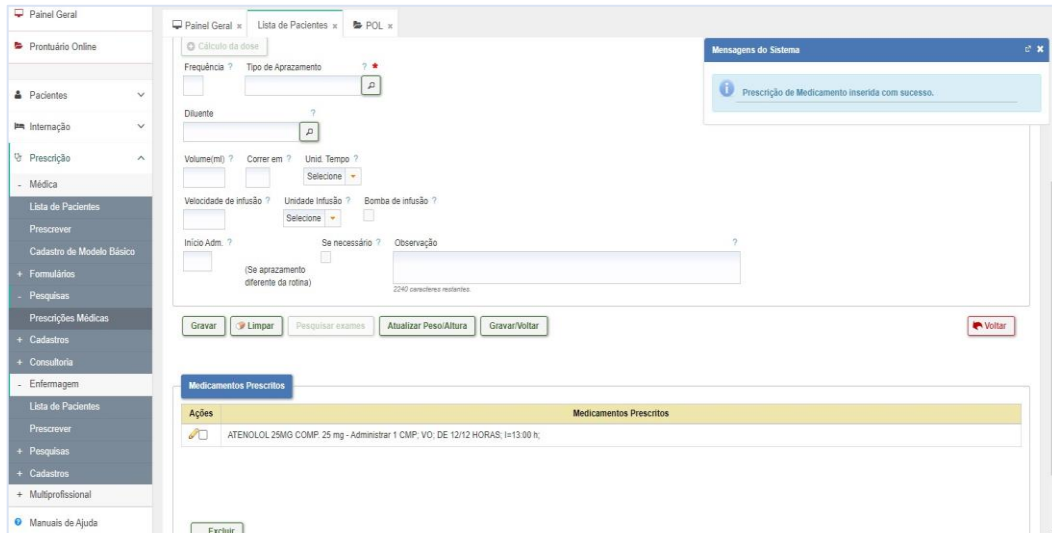 Painel Geral
Prontuário Online
Pacientes
Internação
Prescrição
- Médica
Lista de Pacientes
Prescrever
Cadastro de Modelo Básico
+ Formulários
- Pesquisas
Prescrições Médicas
+ Cadastros
+ Consultoria
- Enfermagem
Lista de Pacientes
Prescrever
+ Pesquisas
+ Cadastros
+ Multiprofissional
Manuais de Ajuda
Painel Geral x Lista de Pacientes x POL x
Cálculo da dose
Frequência ? Tipo de Aprazamento ? *
Diluente ?
Volume(ml) ? Correr em ? Unid. Tempo ?
Selecione
Velocidade de infusão ? Unidade Infusão ? Bomba de infusão ?
Selecione
Início Adm. ? Se necessário ? Observação ?
(Se aprazamento
diferente da rotina)
2240 caracteres restantes
Gravar Limpar Pesquisar exames Atualizar Peso/Altura Gravar/Voltar Voltar
Mensagens do Sistema
Prescrição de Medicamento inserida com sucesso.
Medicamentos Prescritos
Ações Medicamentos Prescritos
ATENOLOL 25MG COMP. 25 mg - Administrar 1 CMP; VO; DE 12/12 HORAS; I=13:00 h;
Excluir